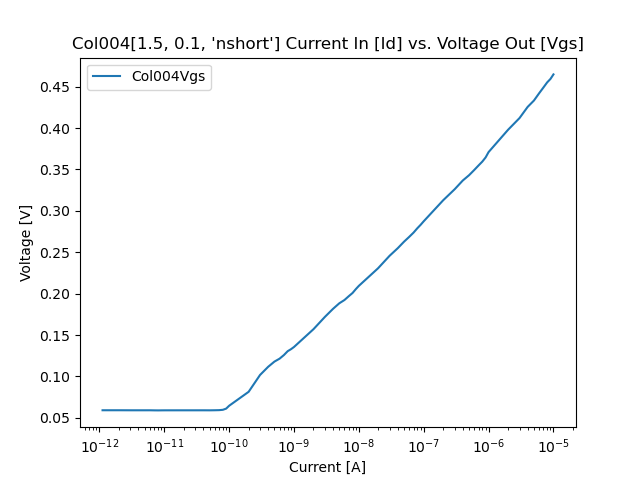 Col004[1.5, 0.1, 'nshort'] Current In [Id] vs. Voltage Out [Vgs]
Col004Vgs
0.45
0.40
0.35
0.30
0.25
0.20
0.15
0.10
0.05
Voltage [V]
10⁻¹² 10⁻¹¹ 10⁻¹⁰ 10⁻⁹ 10⁻⁸ 10⁻⁷ 10⁻⁶ 10⁻⁵
Current [A]